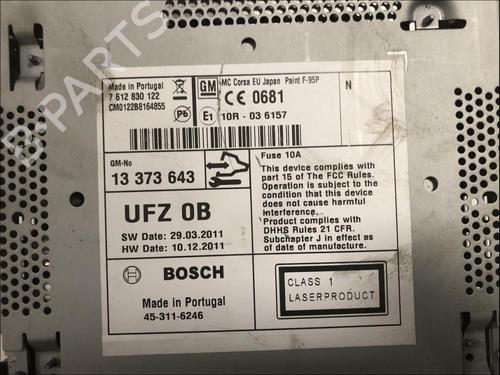 B-PARTS
Made in Portugal
7 612 830 122
CM0122B8164855
Pb
GM
MC Corsa EU Japan Paint F-95P
CE 0681
E1 10R - 03 6157
N
GM-No
13 373 643
UFZ 0B
SW Date: 29.03.2011
HW Date: 10.12.2011
BOSCH
Made in Portugal
45-311-6246
Fuse 10A
This device complies with
part 15 of The FCC Rules.
Operation is subject to the
condition that this device
does not cause harmful
Interference.
Product complies with
DHHS Rules 21 CFR.
Subchapter J in effect as
of date of manufacture.
CLASS 1
LASERPRODUCT